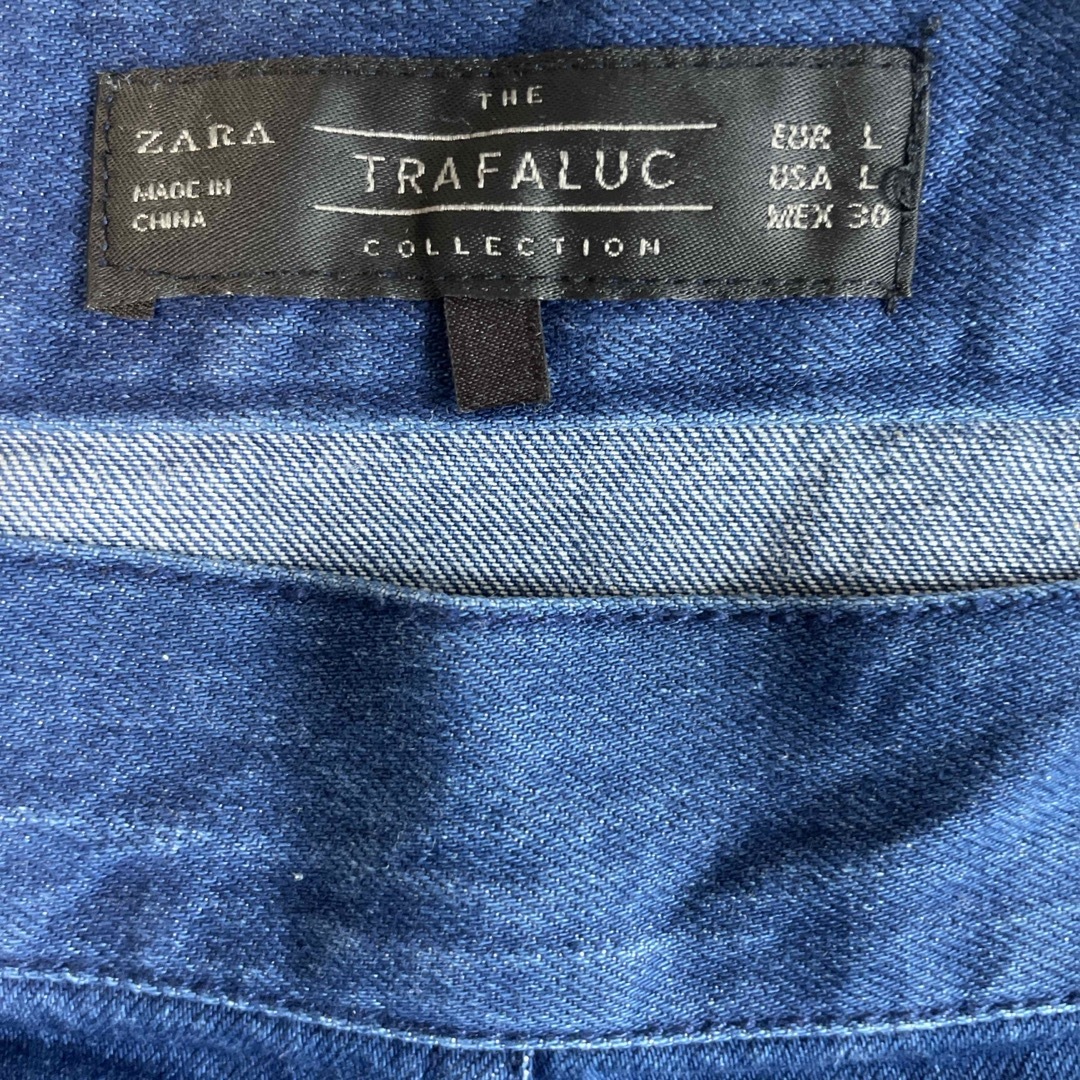 ZARA
MADE IN
CHINA
THE
TRAFALUC
COLLECTION
EUR L
USA L
MEX 30